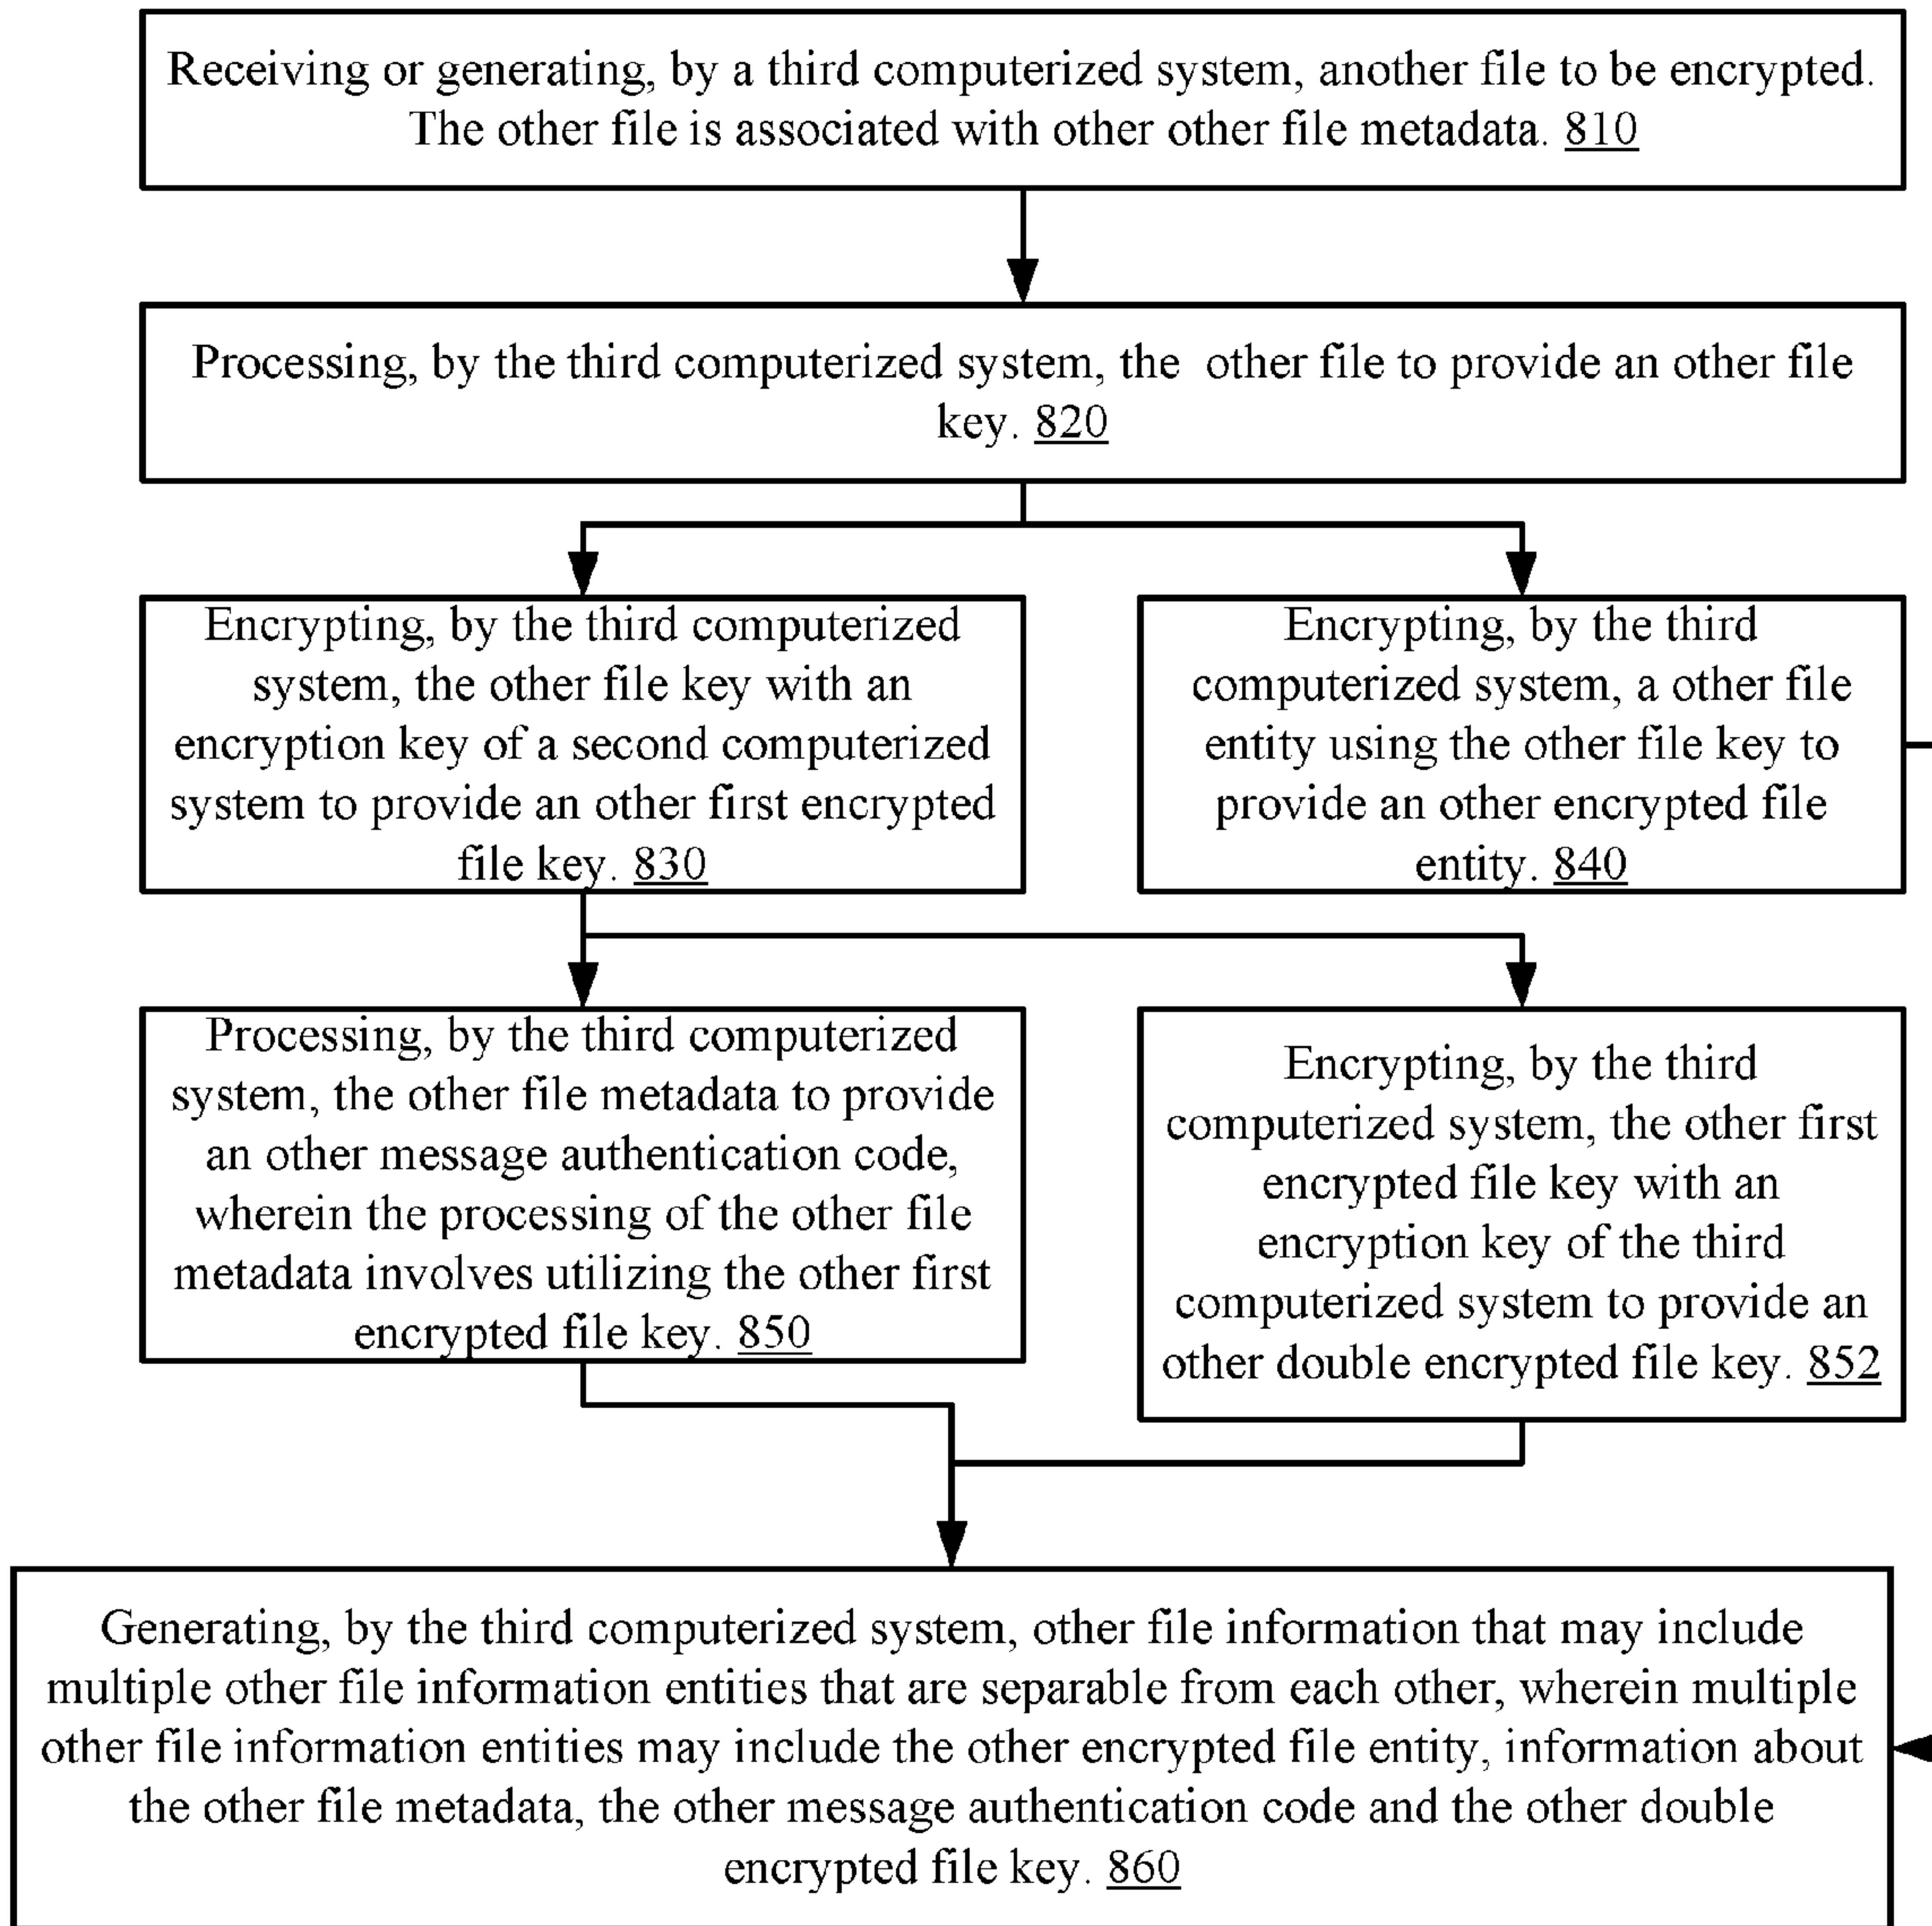 Receiving or generating, by a third computerized system, another file to be encrypted.
The other file is associated with other other file metadata. 810
Processing, by the third computerized system, the other file to provide an other file
key. 820
Encrypting, by the third computerized
system, the other file key with an
encryption key of a second computerized
system to provide an other first encrypted
file key. 830
Encrypting, by the third
computerized system, a other file
entity using the other file key to
provide an other encrypted file
entity. 840
Processing, by the third computerized
system, the other file metadata to provide
an other message authentication code,
wherein the processing of the other file
metadata involves utilizing the other first
encrypted file key. 850
Encrypting, by the third
computerized system, the other first
encrypted file key with an
encryption key of the third
computerized system to provide an
other double encrypted file key. 852
Generating, by the third computerized system, other file information that may include
multiple other file information entities that are separable from each other, wherein multiple
other file information entities may include the other encrypted file entity, information about
the other file metadata, the other message authentication code and the other double
encrypted file key. 860